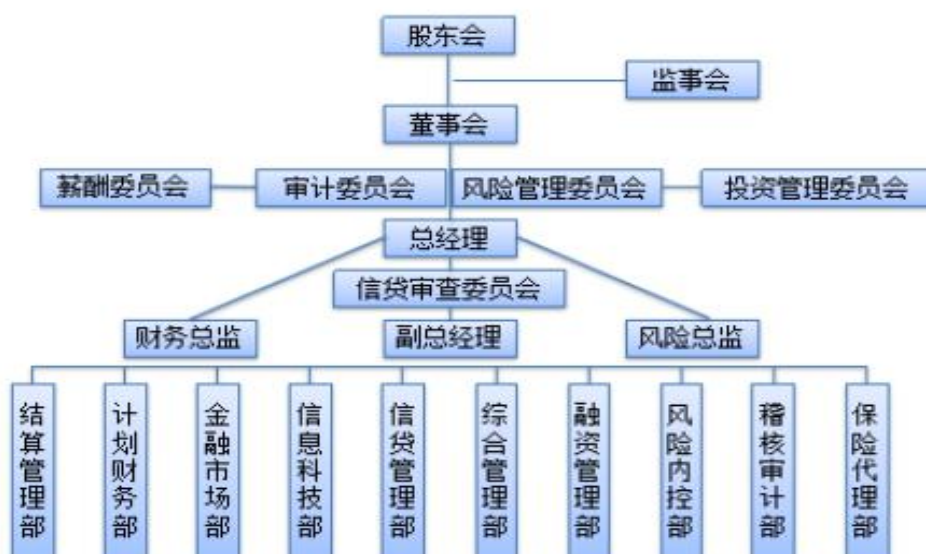 股东会
监事会
董事会
薪酬委员会
审计委员会
风险管理委员会
投资管理委员会
总经理
信贷审查委员会
财务总监
副总经理
风险总监
结算管理部
计划财务部
金融市场部
信息科技部
信贷管理部
综合管理部
融资管理部
风险内控部
稽核审计部
保险代理部